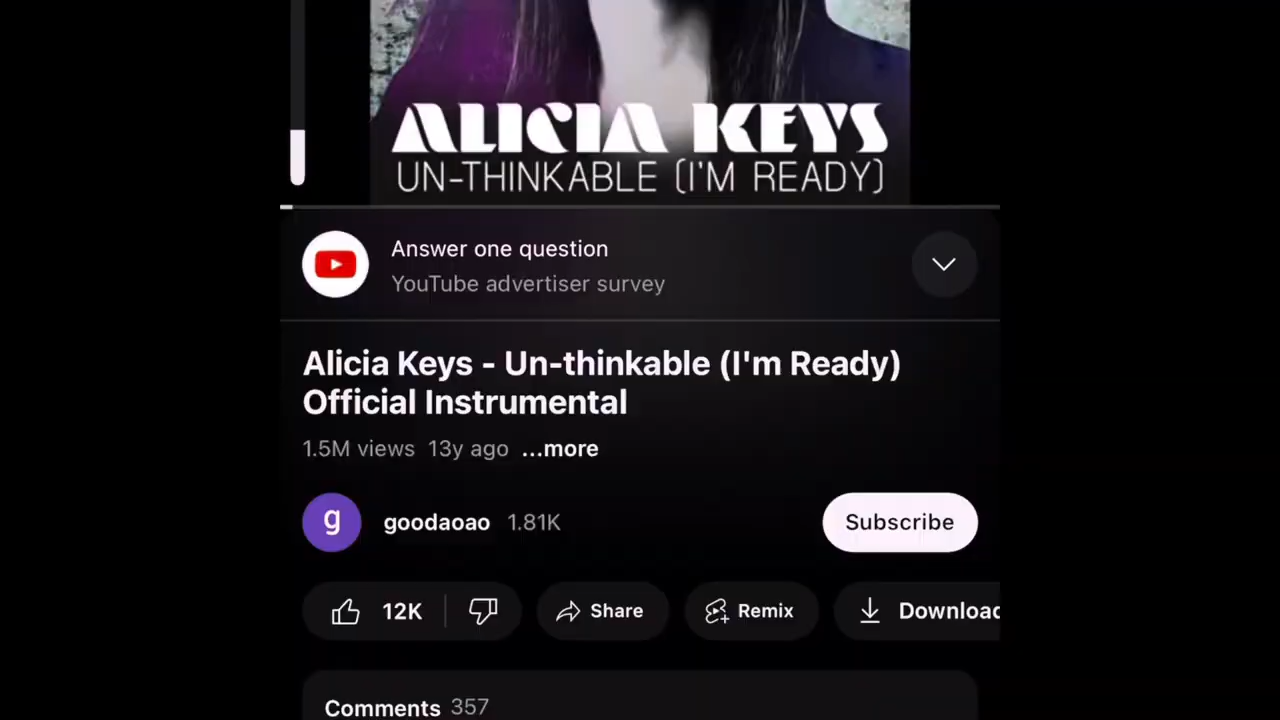 ALICIA KEYS
UN-THINKABLE (I'M READY)
Answer one question
YouTube advertiser survey
Alicia Keys - Un-thinkable (I'm Ready)
Official Instrumental
1.5M views 13y ago ...more
g goodaoao 1.81K Subscribe
12K Share Remix Download
Comments 357